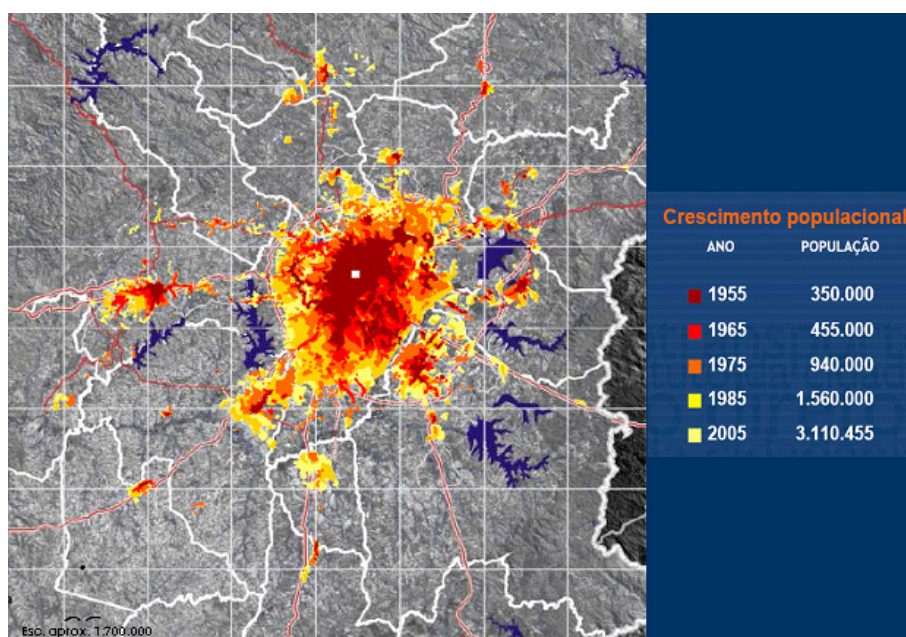 Crescimento populacional
ANO POPULAÇÃO
1955 350.000
1965 455.000
1975 940.000
1985 1.560.000
2005 3.110.455
Esc. aprox. 1:700.000